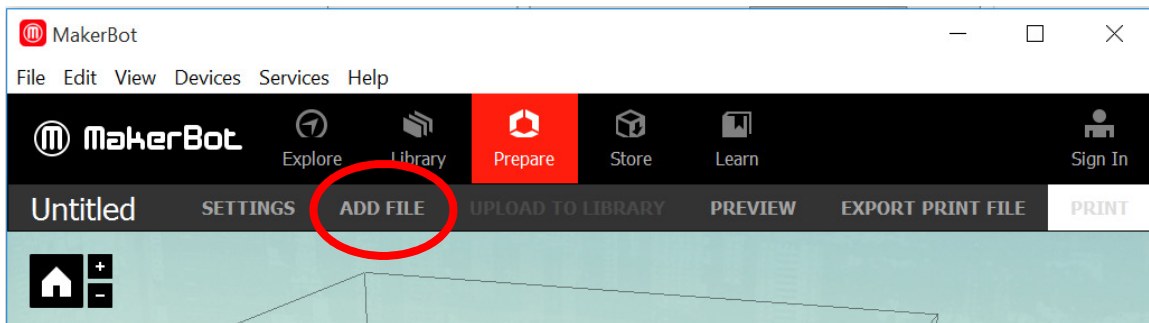 MakerBot
File Edit View Devices Services Help
MakerBot Explore Library Prepare Store Learn Sign In
Untitled SETTINGS ADD FILE UPLOAD TO LIBRARY PREVIEW EXPORT PRINT FILE PRINT
+
-